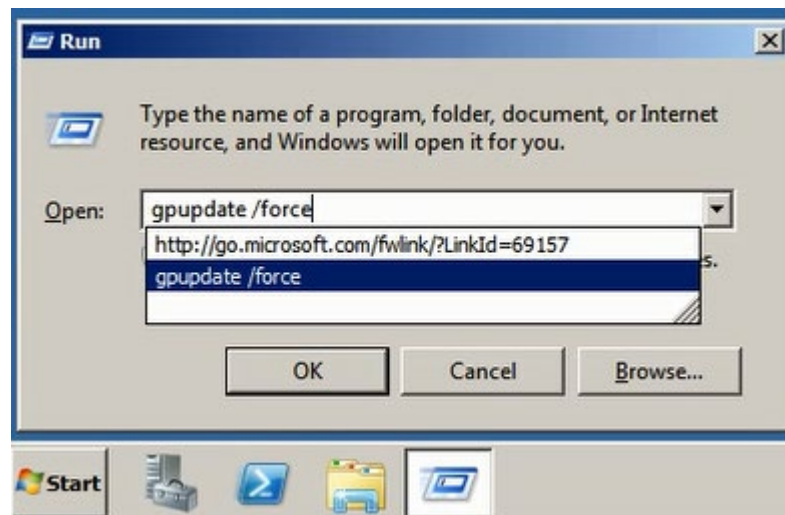 Run
Type the name of a program, folder, document, or Internet
resource, and Windows will open it for you.
Open:
gpupdate /force
http://go.microsoft.com/fwlink/?LinkId=69157
gpupdate /force
s.
OK
Cancel
Browse...
Start